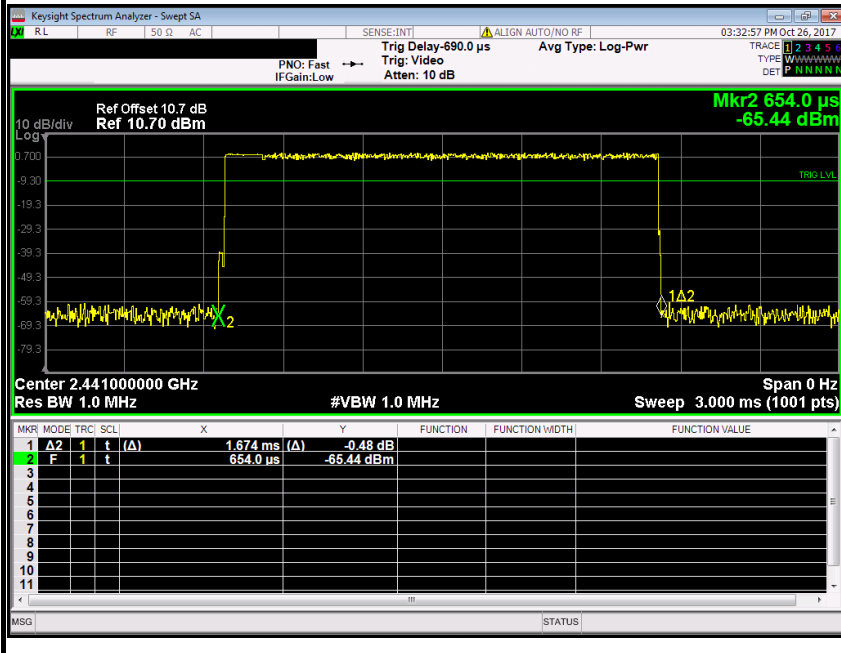 Keysight Spectrum Analyzer - Swept SA
RL RF 50 Ω AC SENSE:INT ALIGN AUTO/NO RF 03:32:57 PM Oct 26, 2017
Trig Delay-690.0 µs Avg Type: Log-Pwr TRACE 1 2 3 4 5 6
PNO: Fast Trig: Video TYPE WWWWWW
IFGain:Low Atten: 10 dB DET P N N N N N
Mkr2 654.0 µs
Ref Offset 10.7 dB
10 dB/div Ref 10.70 dBm -65.44 dBm
Log
0.700
-9.30 TRIG LVL
-19.3
-29.3
-39.3
-49.3
-59.3 1Δ2
-69.3 2
-79.3
Center 2.441000000 GHz Span 0 Hz
Res BW 1.0 MHz #VBW 1.0 MHz Sweep 3.000 ms (1001 pts)
MKR MODE TRC SCL X Y FUNCTION FUNCTION WIDTH FUNCTION VALUE
1 Δ2 1 t (Δ) 1.674 ms (Δ) -0.48 dB
2 F 1 t 654.0 µs -65.44 dBm
3
4
5
6
7
8
9
10
11
MSG STATUS